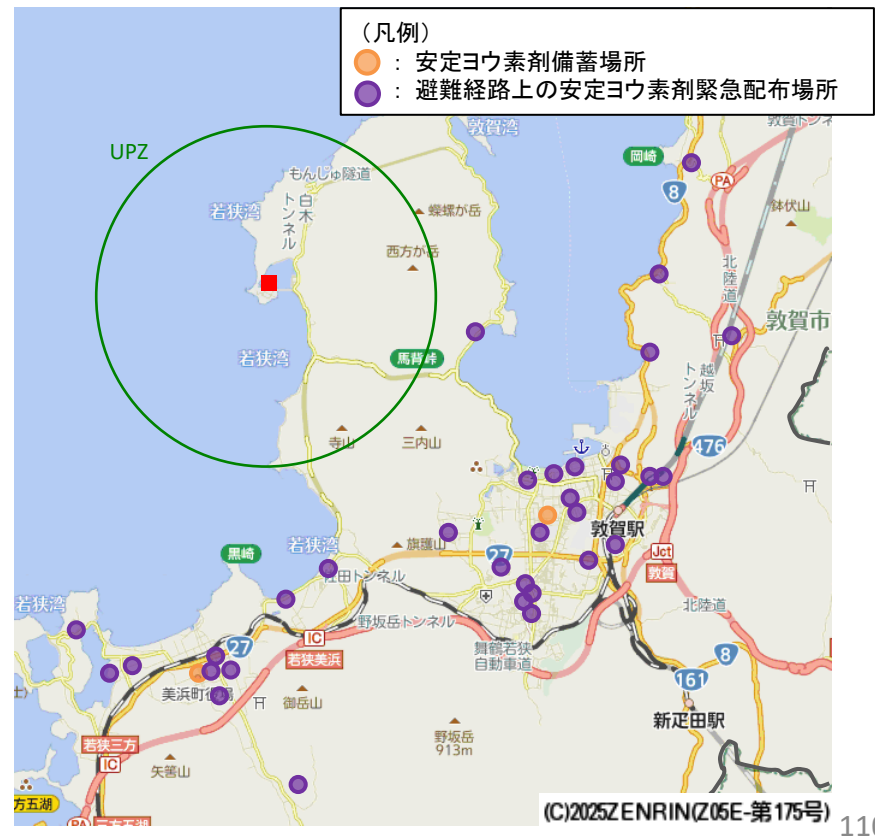 （凡例）
： 安定ヨウ素剤備蓄場所
： 避難経路上の安定ヨウ素剤緊急配布場所
敦賀湾
敦賀トンネ
UPZ
岡崎
もんじゅ隧道
PA
8
白木トンネル
若狭湾
蠑螺が岳
鉢伏山
西方が岳
北陸道
敦賀市
若狭湾
馬背峠
越坂トンネル
寺山
三内山
476
敦賀駅
黒崎
若狭湾
旗護山
27
Jct
敦賀
野坂岳トンネル
北陸道
若狭湾
27
IC
若狭美浜
舞鶴若狭
自動車道
8
161
美浜町役場
御岳山
新疋田駅
野坂岳
913m
若狭三方
IC
矢筈山
方五湖
PA
三方五湖
(C)2025ZENRIN(Z05E-第175号)
110